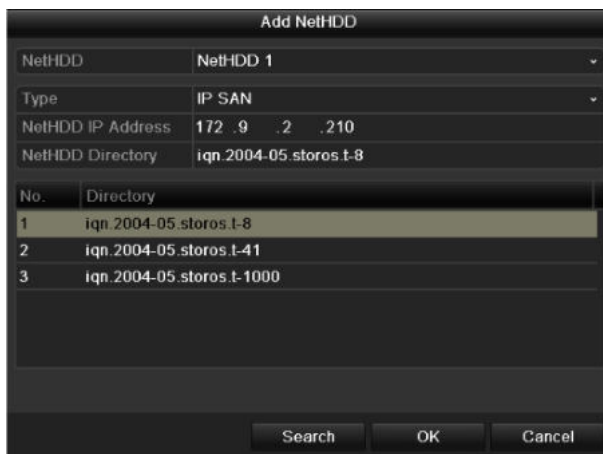 Add NetHDD
NetHDD NetHDD 1
Type IP SAN
NetHDD IP Address 172 .9 .2 .210
NetHDD Directory iqn.2004-05.storos.t-8
No. Directory
1 iqn.2004-05.storos.t-8
2 iqn.2004-05.storos.t-41
3 iqn.2004-05.storos.t-1000
Search OK Cancel